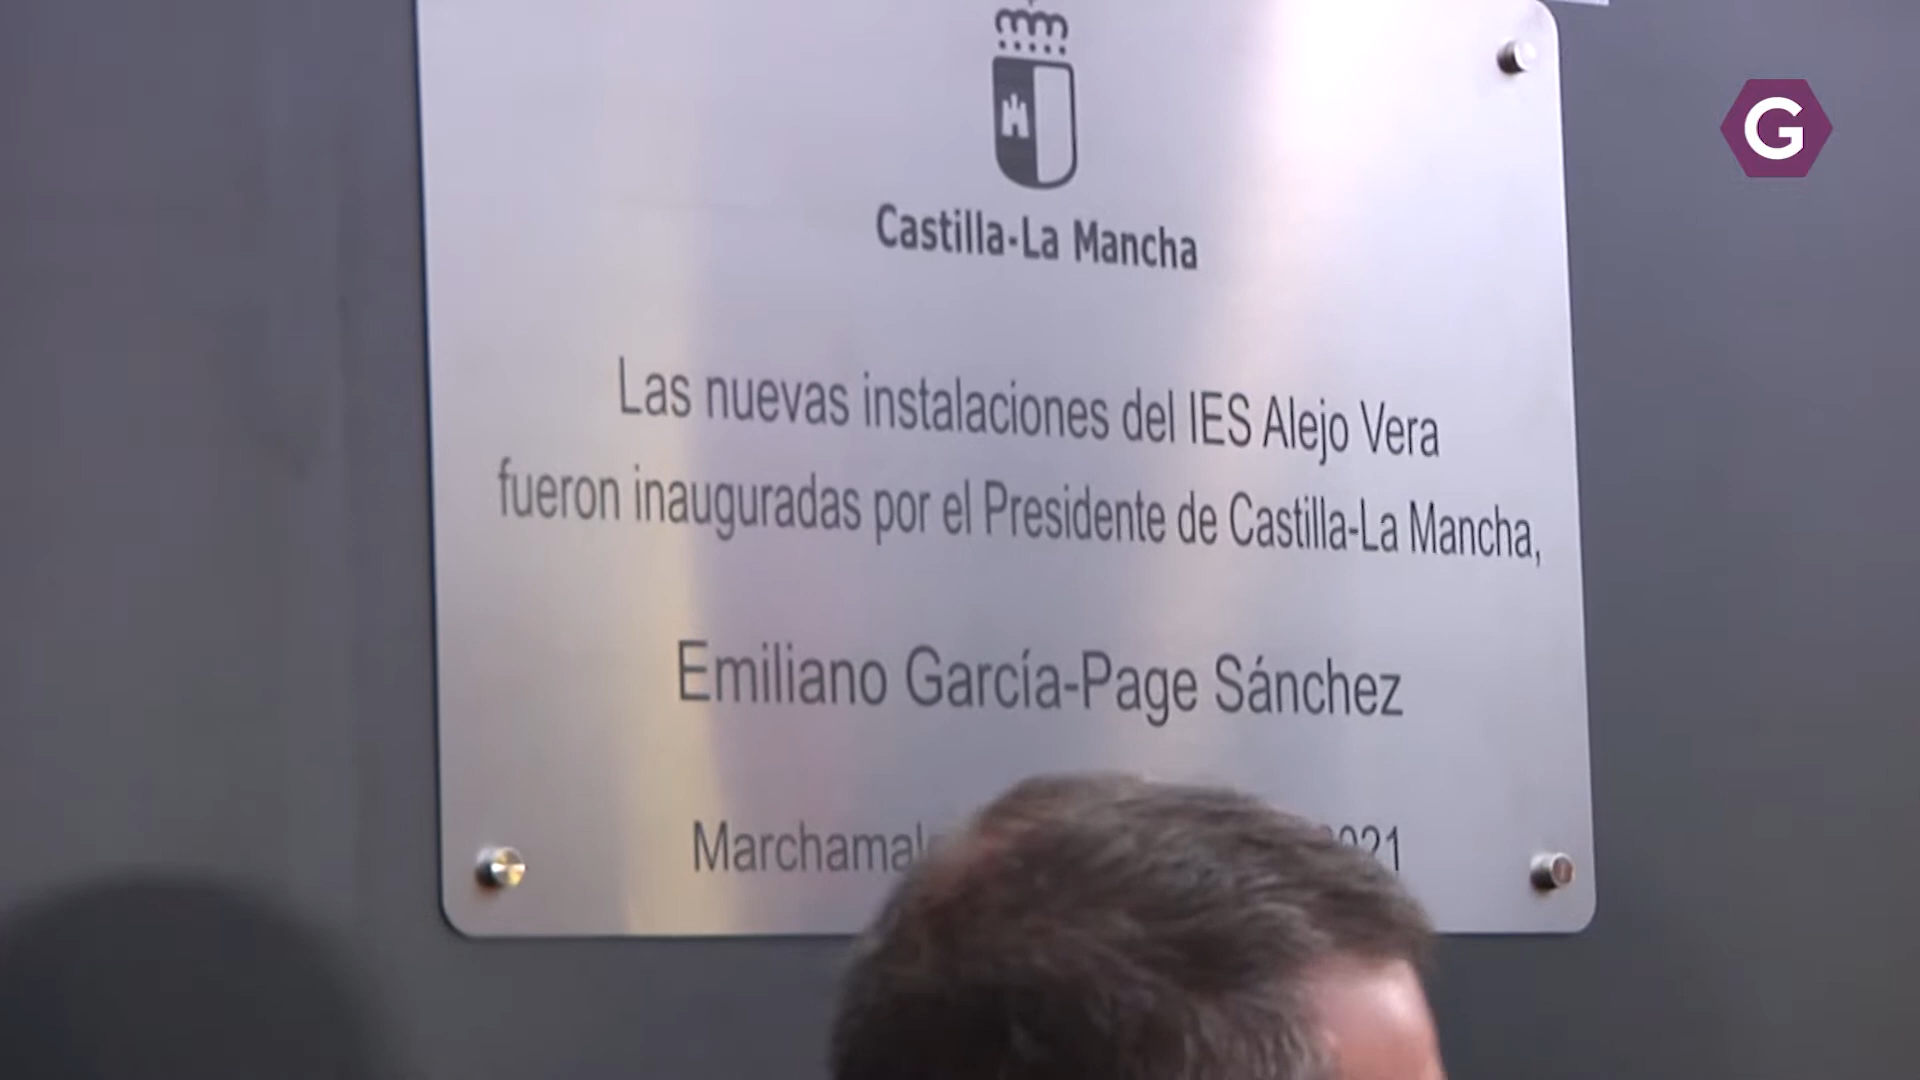 G
Castilla-La Mancha
Las nuevas instalaciones del IES Alejo Vera
fueron inauguradas por el Presidente de Castilla-La Mancha,
Emiliano García-Page Sánchez